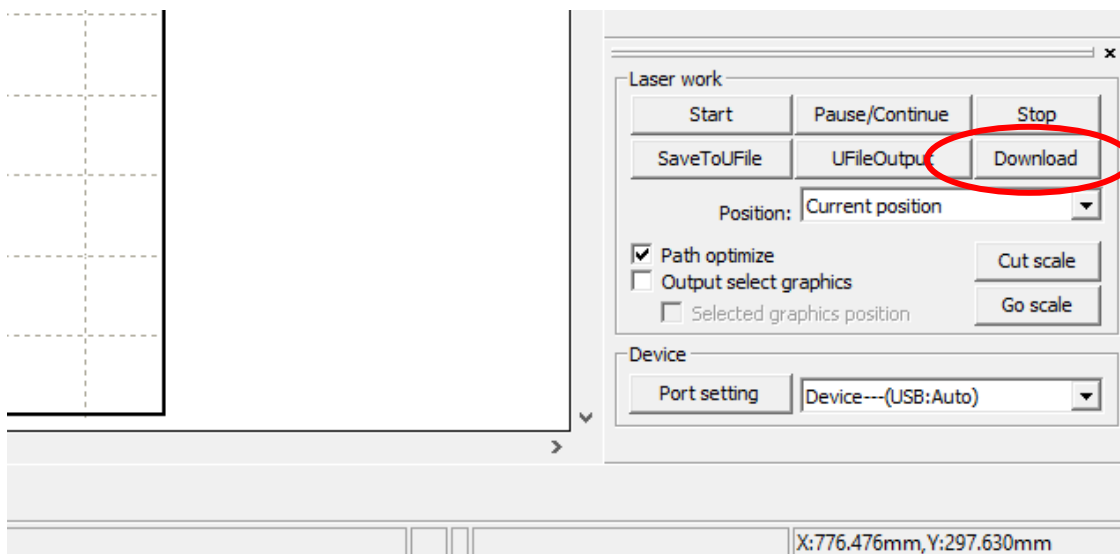 Laser work
Start Pause/Continue Stop
SaveToUFile UFileOutput Download
Position: Current position
Path optimize Cut scale
Output select graphics
Selected graphics position Go scale
Device
Port setting Device---(USB:Auto)
X:776.476mm,Y:297.630mm